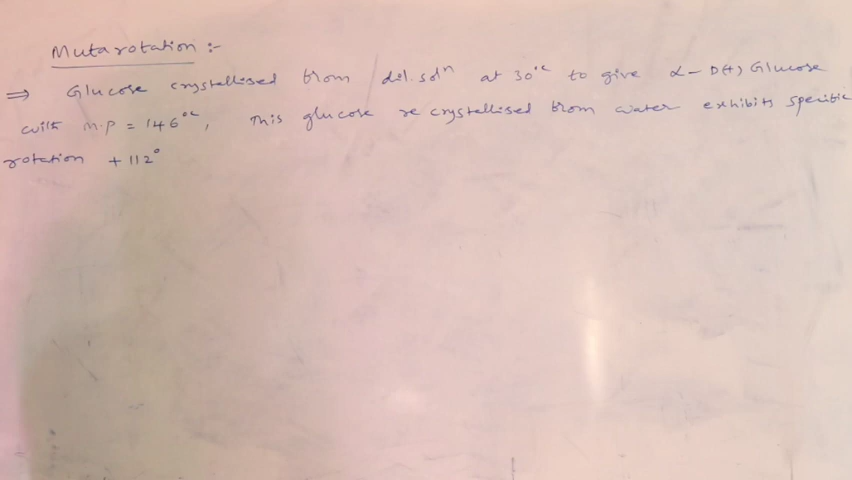 Mutarotation :-
⇒ Glucose crystallised from del. solⁿ at 30°C to give α-D(+) Glucose
with M.P = 146°C, This glucose re crystallised from water exhibits specific
rotation +112°